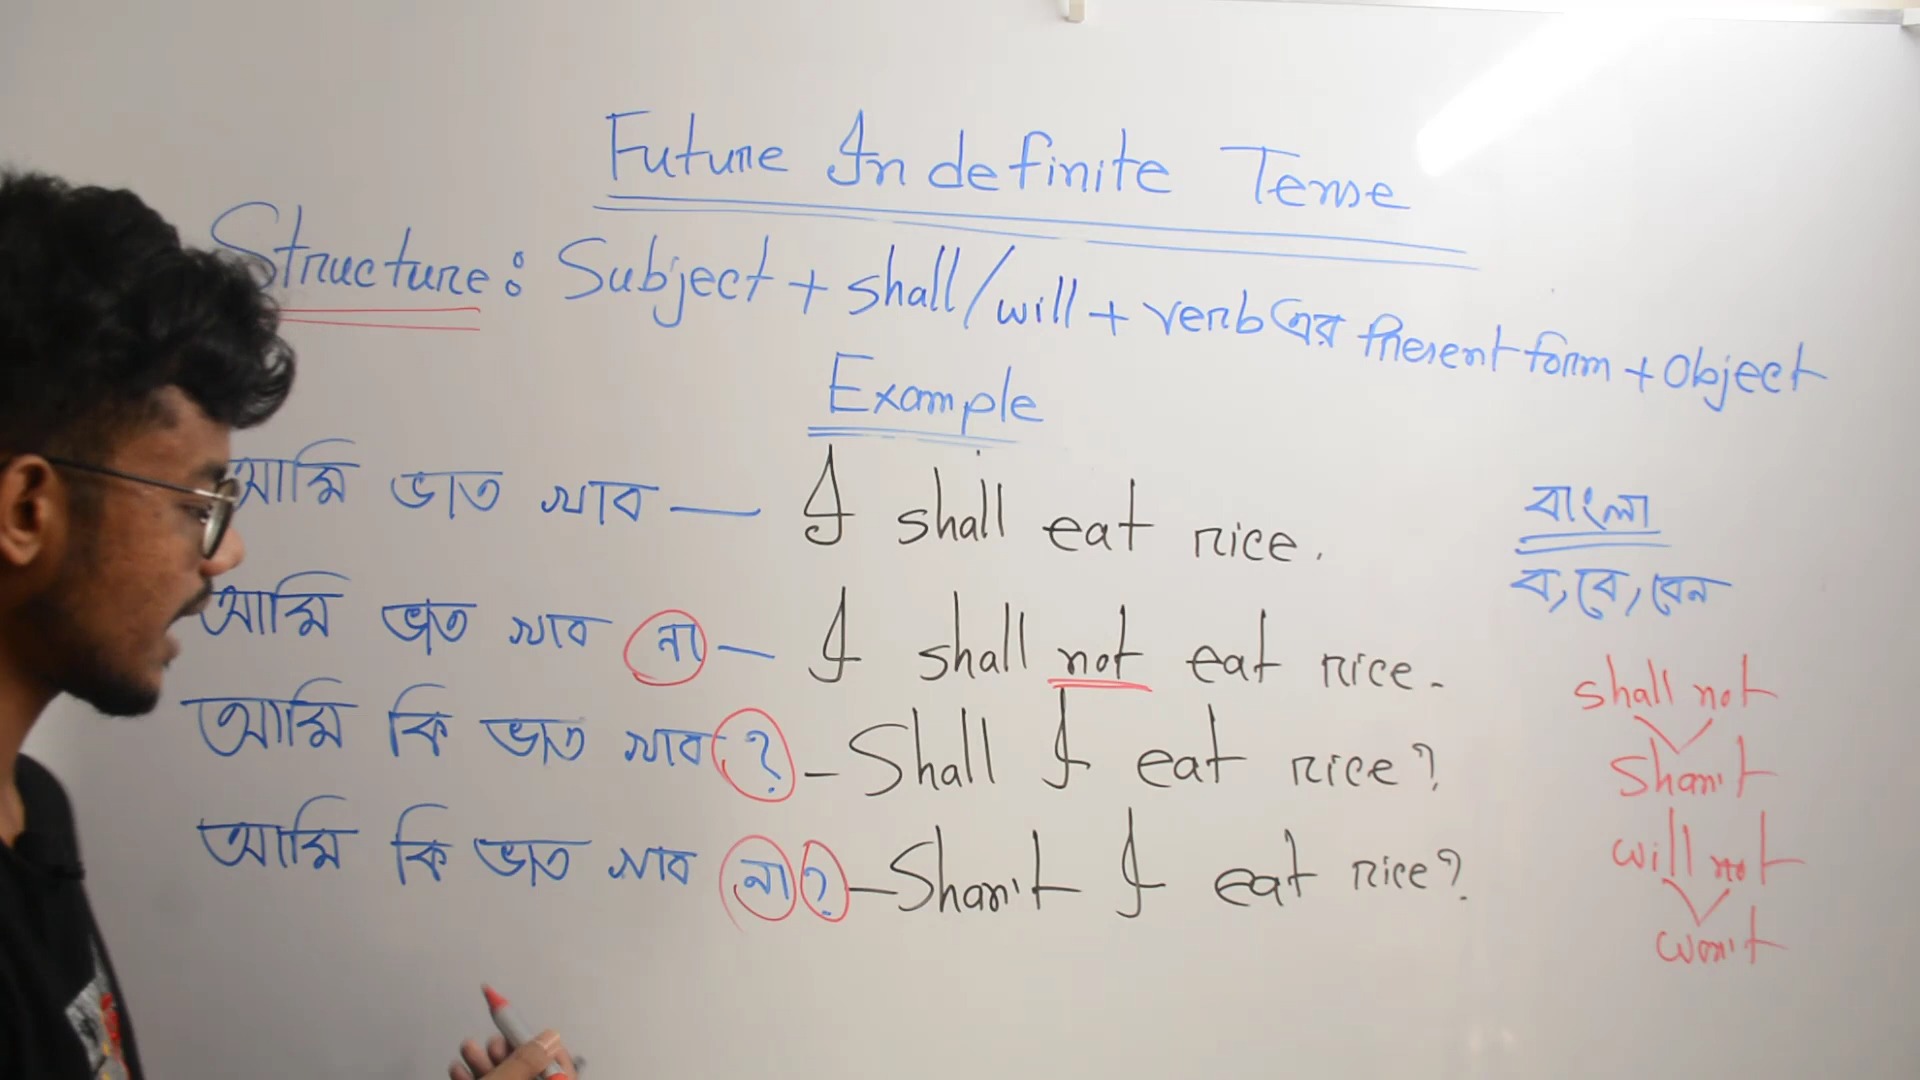 Future Indefinite Tense
Structure: Subject + shall/will + verb এর Present form + Object
Example
আমি ভাত খাব — I shall eat rice.
আমি ভাত খাব না — I shall not eat rice.
আমি কি ভাত খাব ? — Shall I eat rice?
আমি কি ভাত খাব না ? — Shan't I eat rice?
বাংলা
ব, বে, বেন
shall not
Shan't
will not
won't